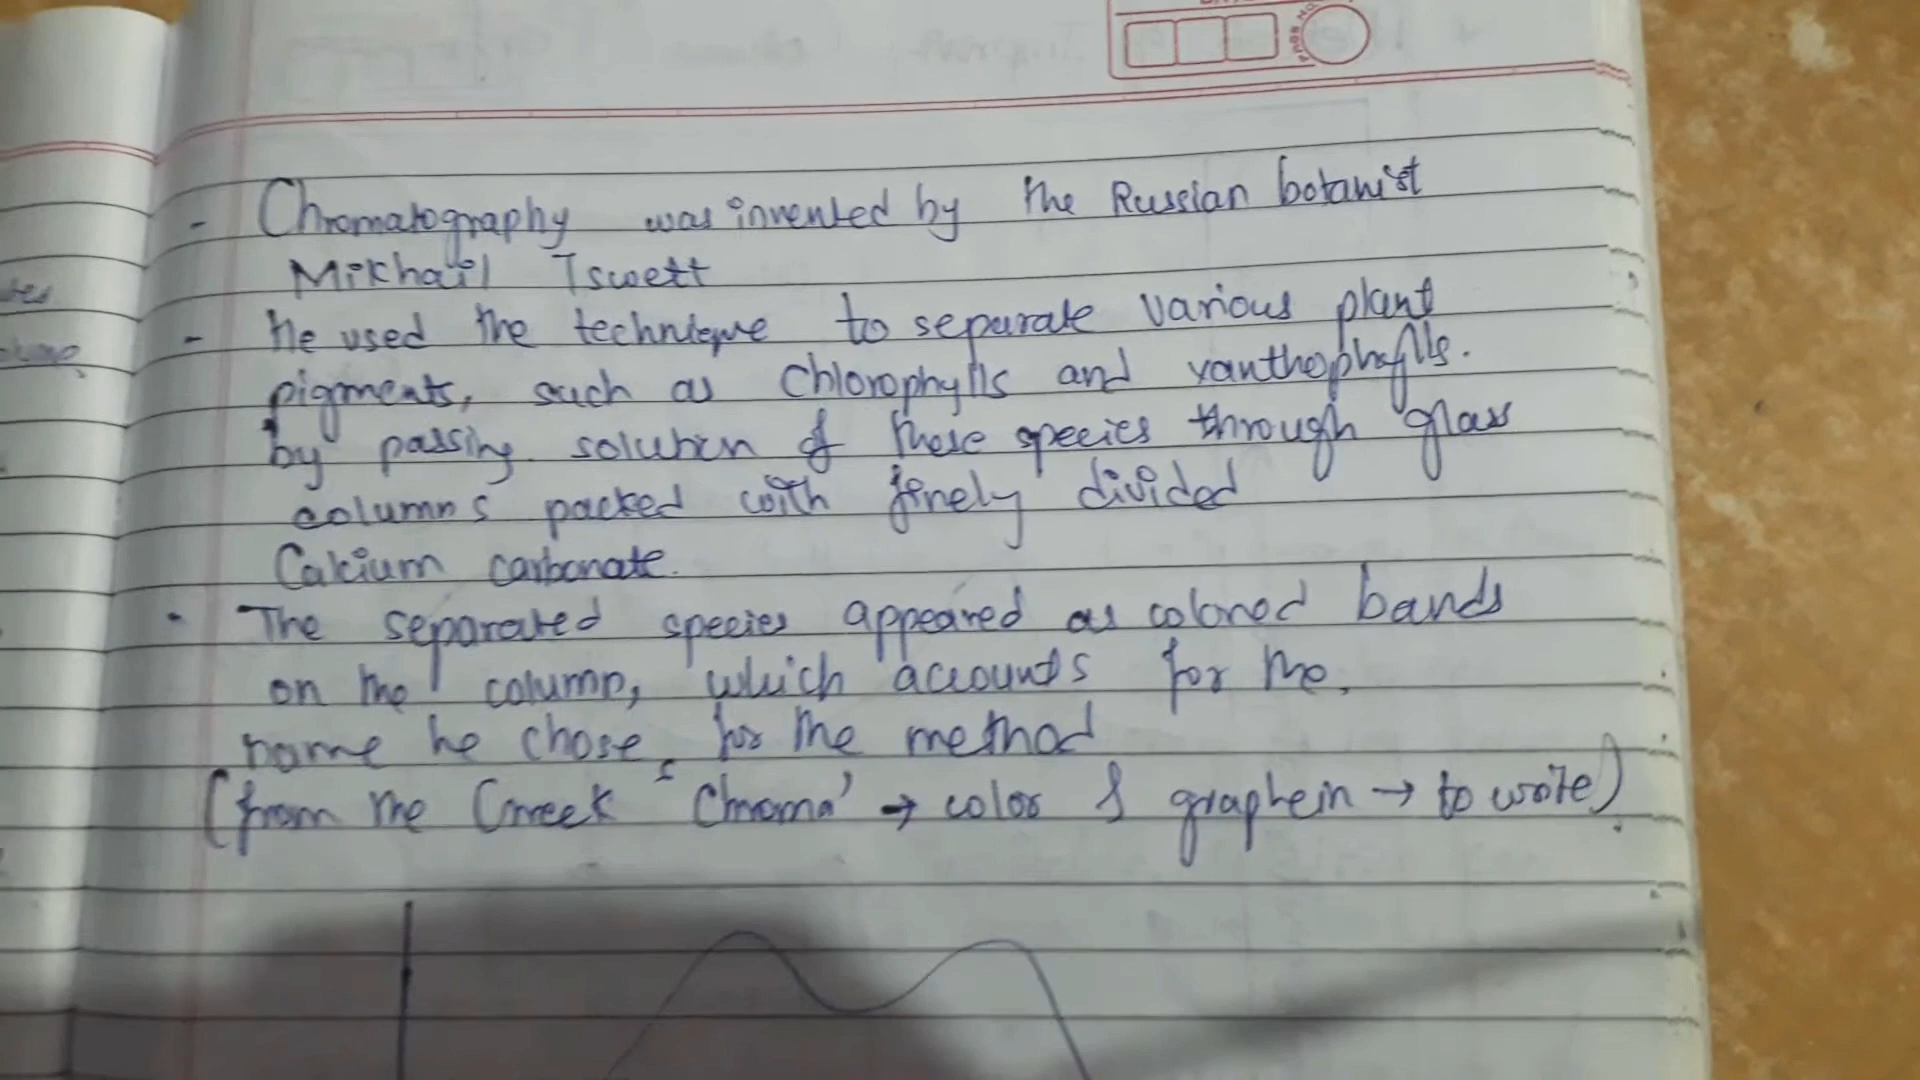 - Chromatography was invented by the Russian botanist
Mikhail Tswett
- He used the technique to separate various plant
pigments, such as Chlorophylls and xanthophylls.
by passing solution of these species through glass
columns packed with finely divided
Calcium carbonate.
- The separated species appeared as colored bands
on the column, which accounts for the.
name he chose for the method
(from the Greek 'Chroma' → color & graphein → to write)